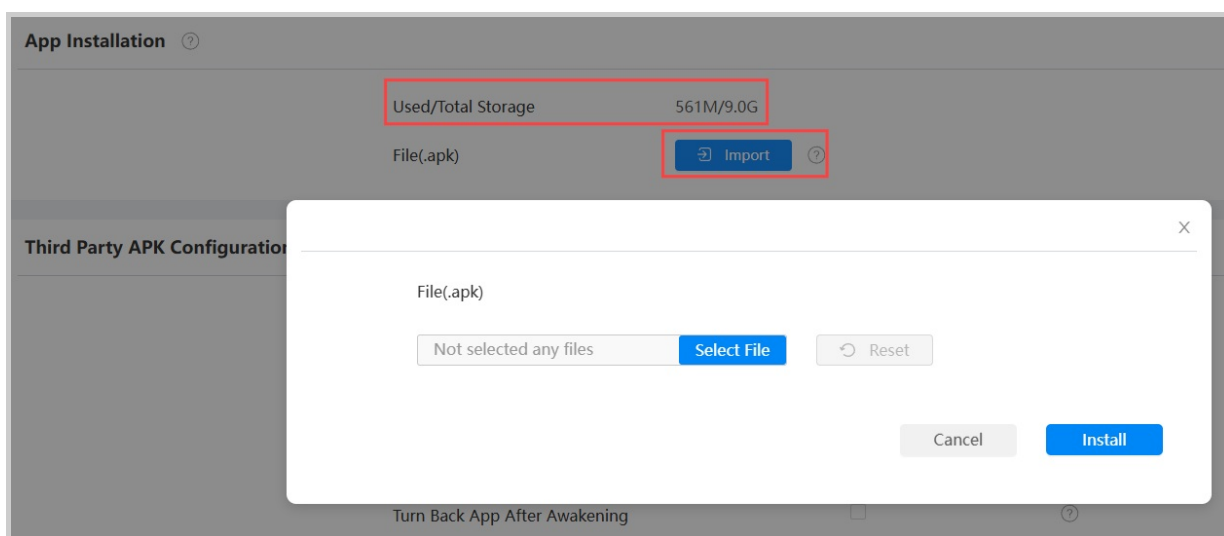 App Installation ?
Used/Total Storage 561M/9.0G
File(.apk) Import ?
Third Party APK Configuration
X
File(.apk)
Not selected any files Select File Reset
Cancel Install
Turn Back App After Awakening ?